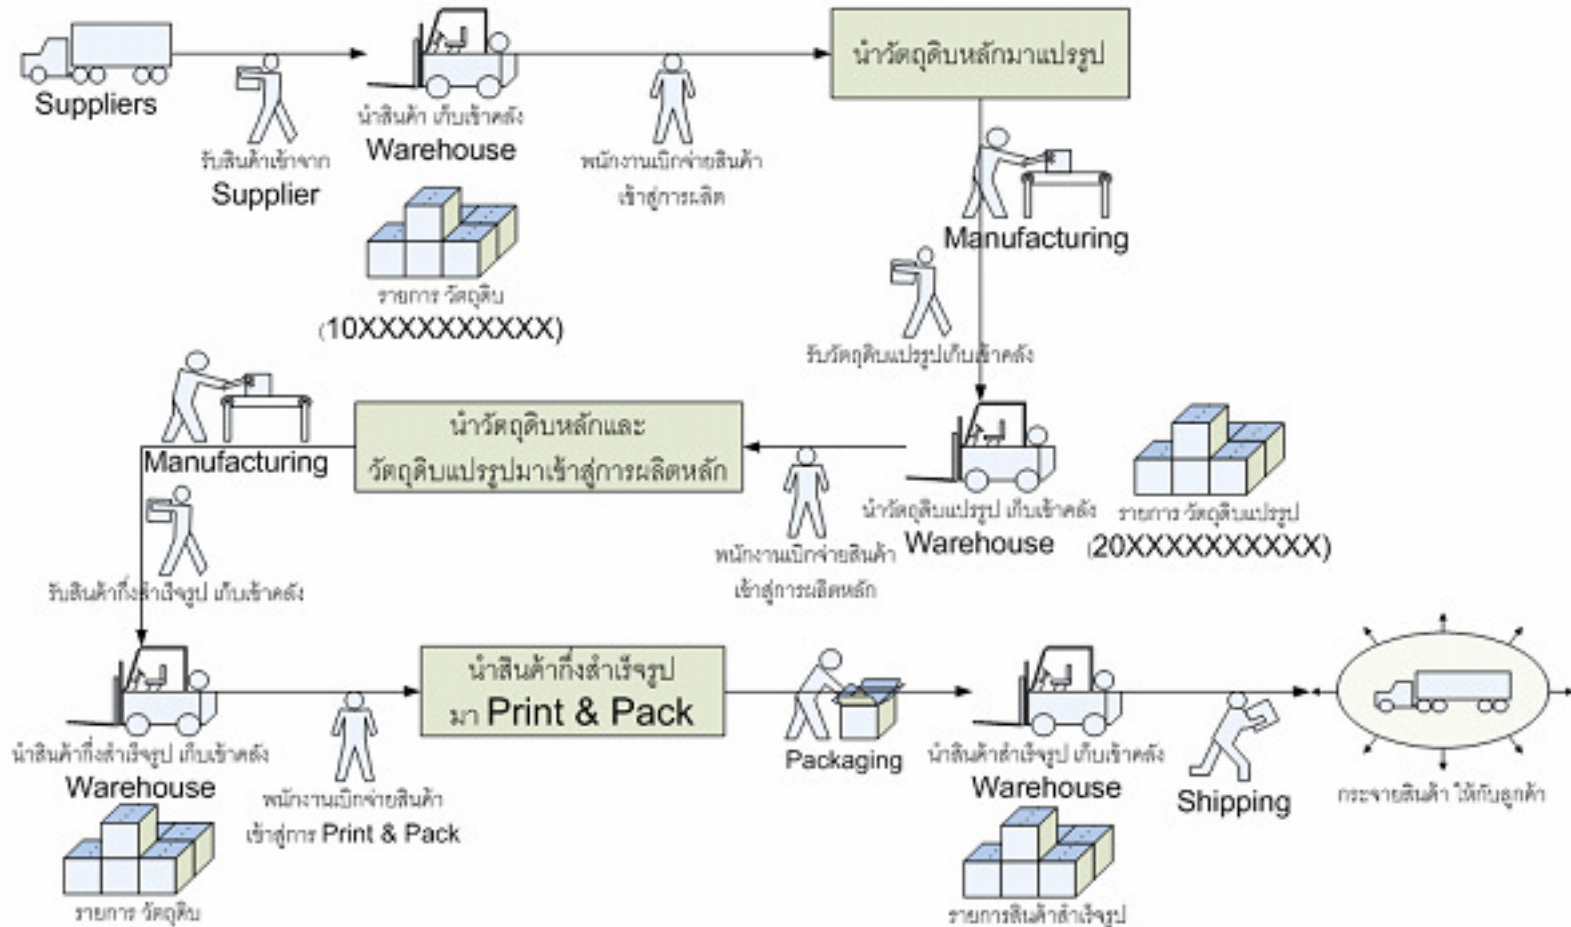 Suppliers
รับสินค้าเข้าจาก
Supplier
นำสินค้า เก็บเข้าคลัง
Warehouse
รายการ วัตถุดิบ
(10XXXXXXXXXX)
พนักงานเบิกจ่ายสินค้า
เข้าสู่การผลิต
นำวัตถุดิบหลักมาแปรรูป
Manufacturing
รับวัตถุดิบแปรรูปเก็บเข้าคลัง
นำวัตถุดิบแปรรูป เก็บเข้าคลัง
Warehouse
รายการ วัตถุดิบแปรรูป
(20XXXXXXXXXX)
พนักงานเบิกจ่ายสินค้า
เข้าสู่การผลิตหลัก
นำวัตถุดิบหลักและ
วัตถุดิบแปรรูปมาเข้าสู่การผลิตหลัก
Manufacturing
รับสินค้ากึ่งสำเร็จรูป เก็บเข้าคลัง
นำสินค้ากึ่งสำเร็จรูป เก็บเข้าคลัง
Warehouse
รายการ วัตถุดิบ
พนักงานเบิกจ่ายสินค้า
เข้าสู่การ Print & Pack
นำสินค้ากึ่งสำเร็จรูป
มา Print & Pack
Packaging
นำสินค้าสำเร็จรูป เก็บเข้าคลัง
Warehouse
รายการสินค้าสำเร็จรูป
Shipping
กระจายสินค้า ให้กับลูกค้า